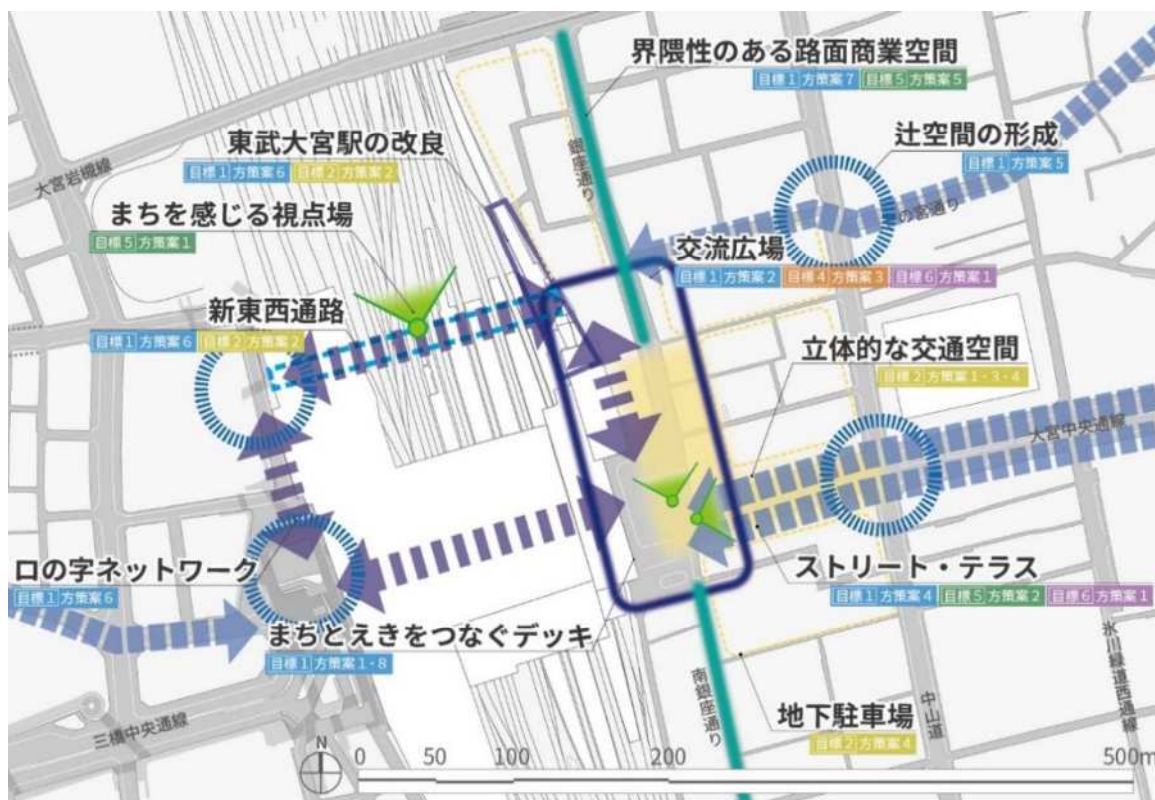 界隈性のある路面商業空間
目標1 方策案7 目標5 方策案5
東武大宮駅の改良
目標1 方策案6 目標2 方策案2
辻空間の形成
目標1 方策案5
大宮岩槻線
銀座通り
まちを感じる視点場
目標5 方策案1
の宮通り
交流広場
目標1 方策案2 目標4 方策案3 目標6 方策案1
新東西通路
目標1 方策案6 目標2 方策案2
立体的な交通空間
目標2 方策案1・3・4
大宮中央通線
ロの字ネットワーク
目標1 方策案6
ストリート・テラス
目標1 方策案4 目標5 方策案2 目標6 方策案1
まちとえきをつなぐデッキ
目標1 方策案1・8
三橋中央通線
南銀座通り
地下駐車場
目標2 方策案4
中山道
氷川緑道西通線
N
0 50 100 200 500m